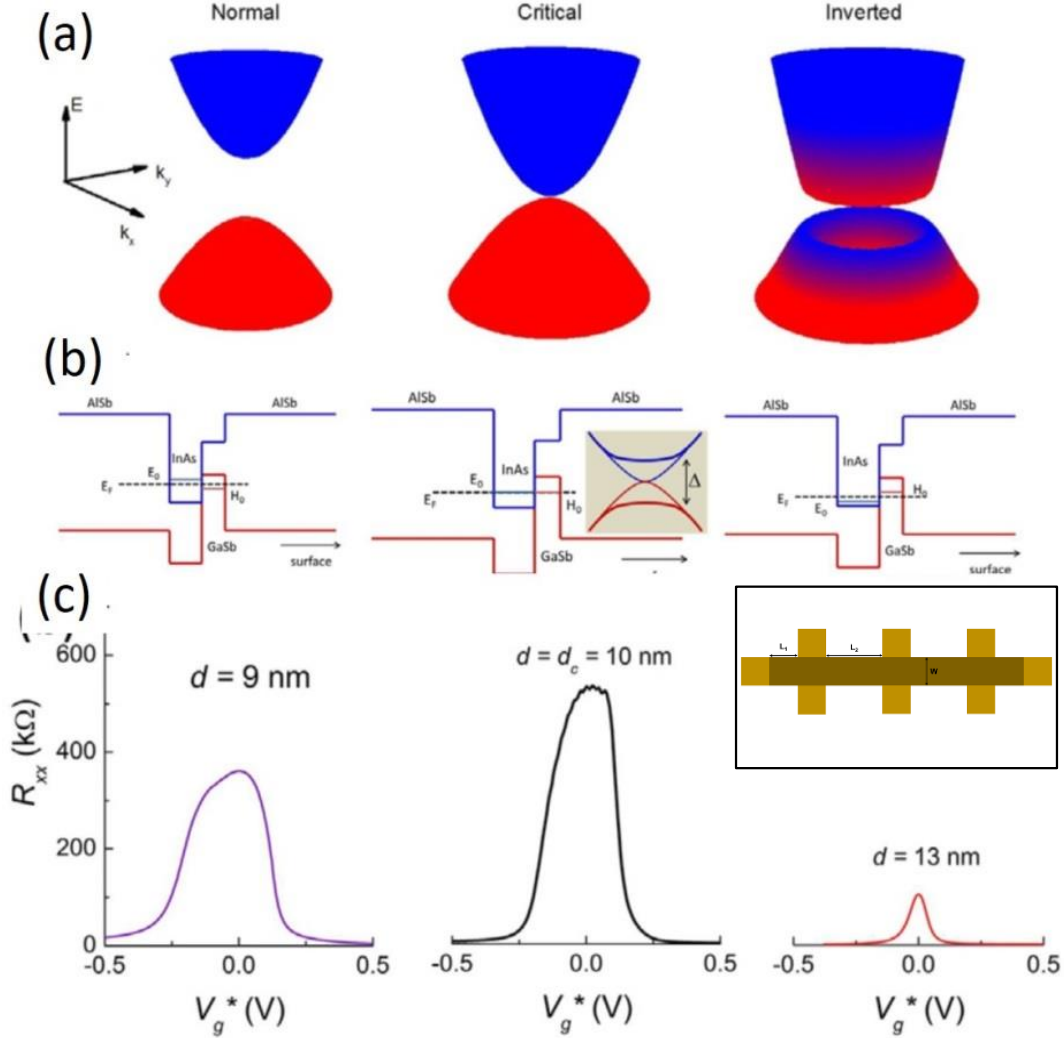 (a)
Normal
Critical
Inverted
E
k_y
k_x
(b)
AlSb
AlSb
InAs
E_0
E_F
H_0
GaSb
surface
AlSb
AlSb
InAs
E_0
E_F
H_0
GaSb
Δ
AlSb
AlSb
InAs
E_F
E_0
H_0
GaSb
surface
(c)
R_xx (kΩ)
600
400
200
0
d = 9 nm
-0.5
0.0
0.5
V_g* (V)
d = d_c = 10 nm
-0.5
0.0
0.5
V_g* (V)
L_1
L_2
W
d = 13 nm
-0.5
0.0
0.5
V_g* (V)